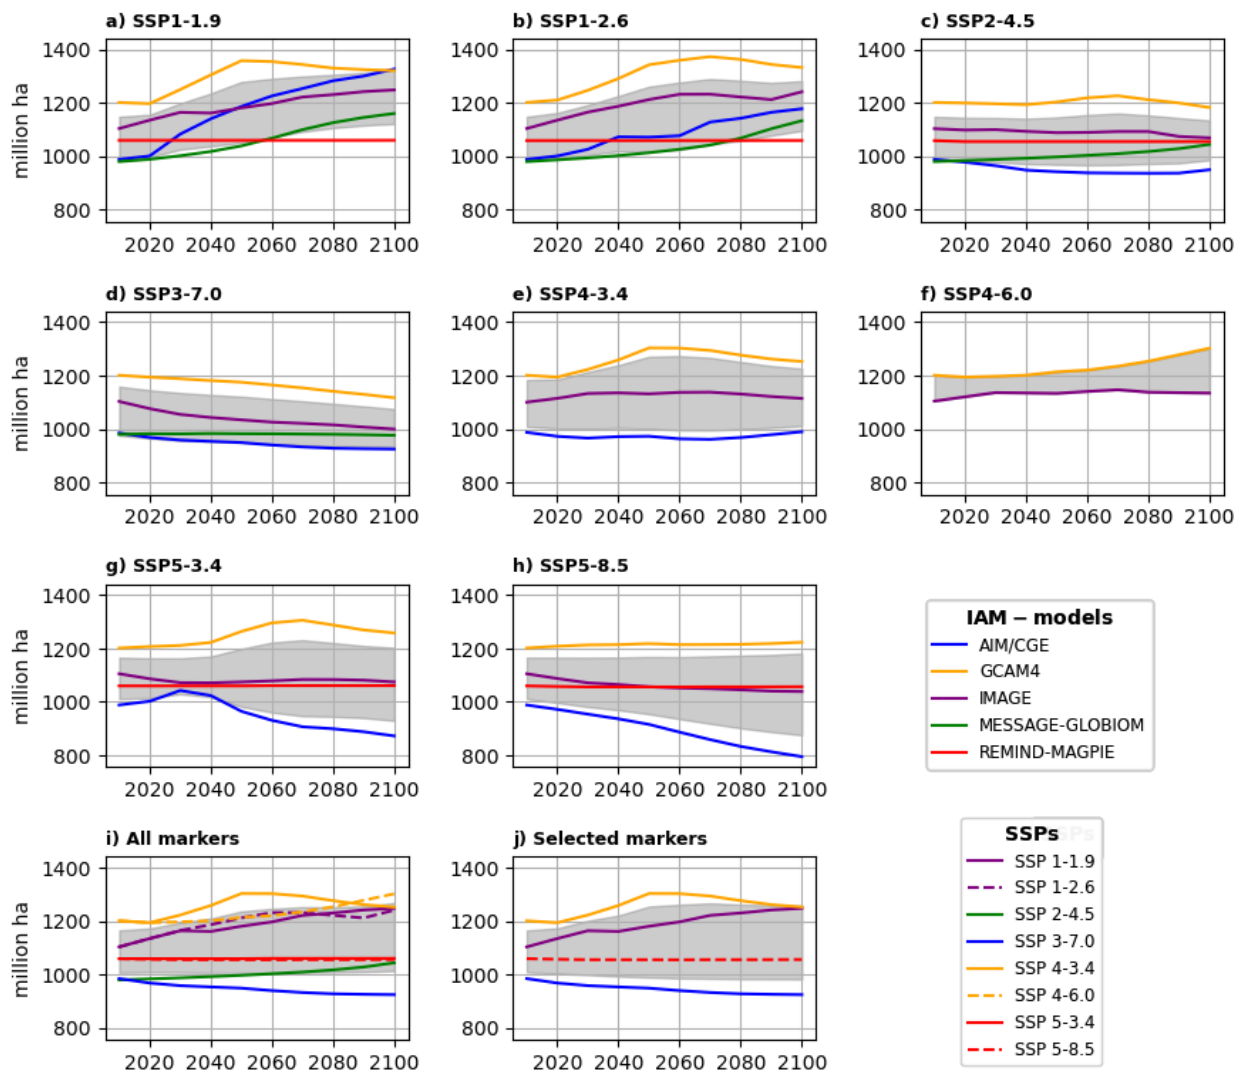 a) SSP1-1.9
b) SSP1-2.6
c) SSP2-4.5
1400
1200
1000
800
million ha
2020 2040 2060 2080 2100
1400
1200
1000
800
2020 2040 2060 2080 2100
1400
1200
1000
800
2020 2040 2060 2080 2100
d) SSP3-7.0
e) SSP4-3.4
f) SSP4-6.0
1400
1200
1000
800
million ha
2020 2040 2060 2080 2100
1400
1200
1000
800
2020 2040 2060 2080 2100
1400
1200
1000
800
2020 2040 2060 2080 2100
g) SSP5-3.4
h) SSP5-8.5
1400
1200
1000
800
million ha
2020 2040 2060 2080 2100
1400
1200
1000
800
2020 2040 2060 2080 2100
IAM − models
AIM/CGE
GCAM4
IMAGE
MESSAGE-GLOBIOM
REMIND-MAGPIE
i) All markers
j) Selected markers
1400
1200
1000
800
million ha
2020 2040 2060 2080 2100
1400
1200
1000
800
2020 2040 2060 2080 2100
SSPs
SSP 1-1.9
SSP 1-2.6
SSP 2-4.5
SSP 3-7.0
SSP 4-3.4
SSP 4-6.0
SSP 5-3.4
SSP 5-8.5